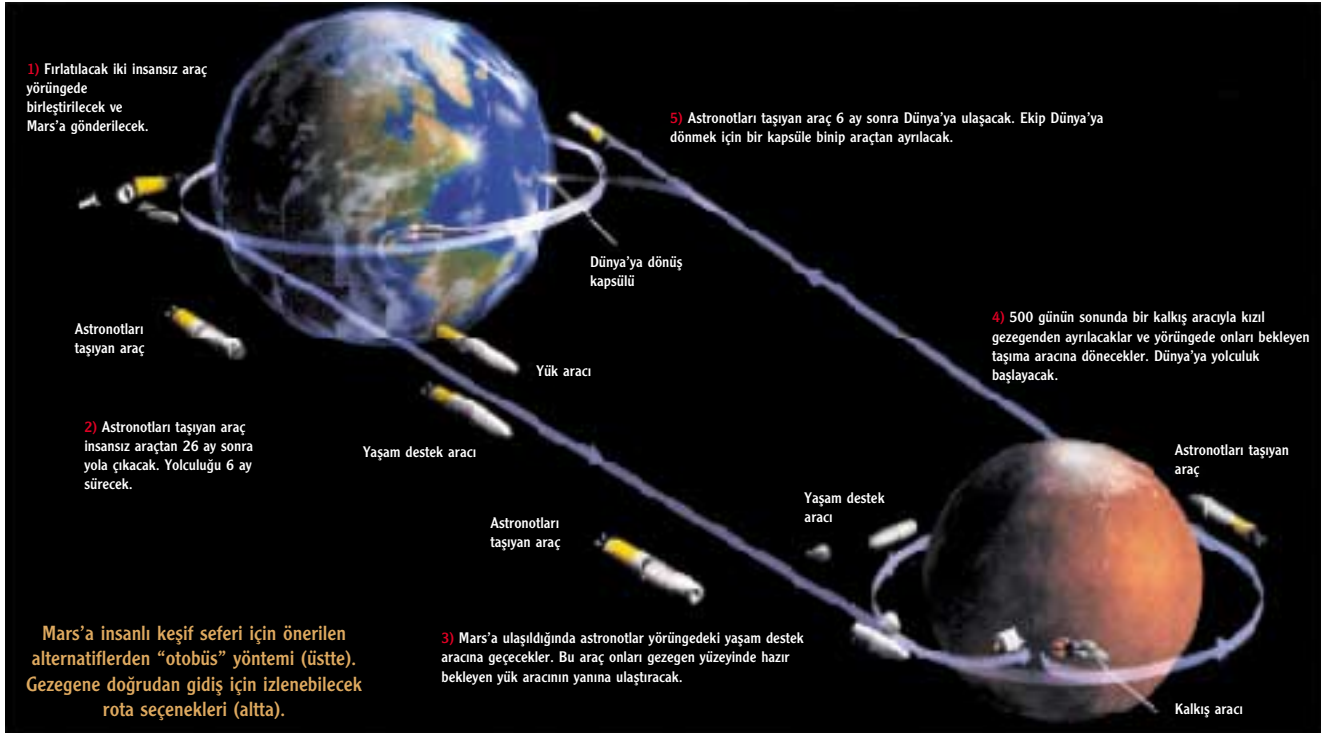 1) Fırlatılacak iki insansız araç
yörüngede
birleştirilecek ve
Mars'a gönderilecek.
5) Astronotları taşıyan araç 6 ay sonra Dünya'ya ulaşacak. Ekip Dünya'ya
dönmek için bir kapsüle binip araçtan ayrılacak.
Dünya'ya dönüş
kapsülü
Astronotları
taşıyan araç
Yük aracı
4) 500 günün sonunda bir kalkış aracıyla kızıl
gezegenden ayrılacaklar ve yörüngede onları bekleyen
taşıma aracına dönecekler. Dünya'ya yolculuk
başlayacak.
2) Astronotları taşıyan araç
insansız araçtan 26 ay sonra
yola çıkacak. Yolculuğu 6 ay
sürecek.
Yaşam destek aracı
Astronotları taşıyan
araç
Yaşam destek
aracı
Astronotları
taşıyan araç
Mars'a insanlı keşif seferi için önerilen
alternatiflerden “otobüs” yöntemi (üstte).
Gezegene doğrudan gidiş için izlenebilecek
rota seçenekleri (altta).
3) Mars'a ulaşıldığında astronotlar yörüngedeki yaşam destek
aracına geçecekler. Bu araç onları gezegen yüzeyinde hazır
bekleyen yük aracının yanına ulaştıracak.
Kalkış aracı